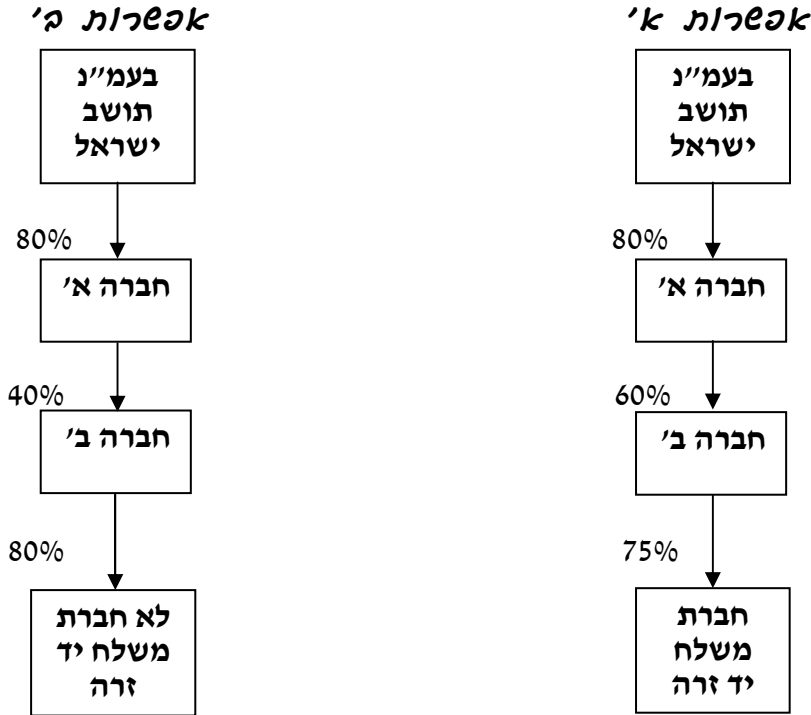 אפשרות א'
בעמ"נ
תושב
ישראל
80%
חברה א'
60%
חברה ב'
75%
חברת
משלח
יד זרה
אפשרות ב'
בעמ"נ
תושב
ישראל
80%
חברה א'
40%
חברה ב'
80%
לא חברת
משלח יד
זרה